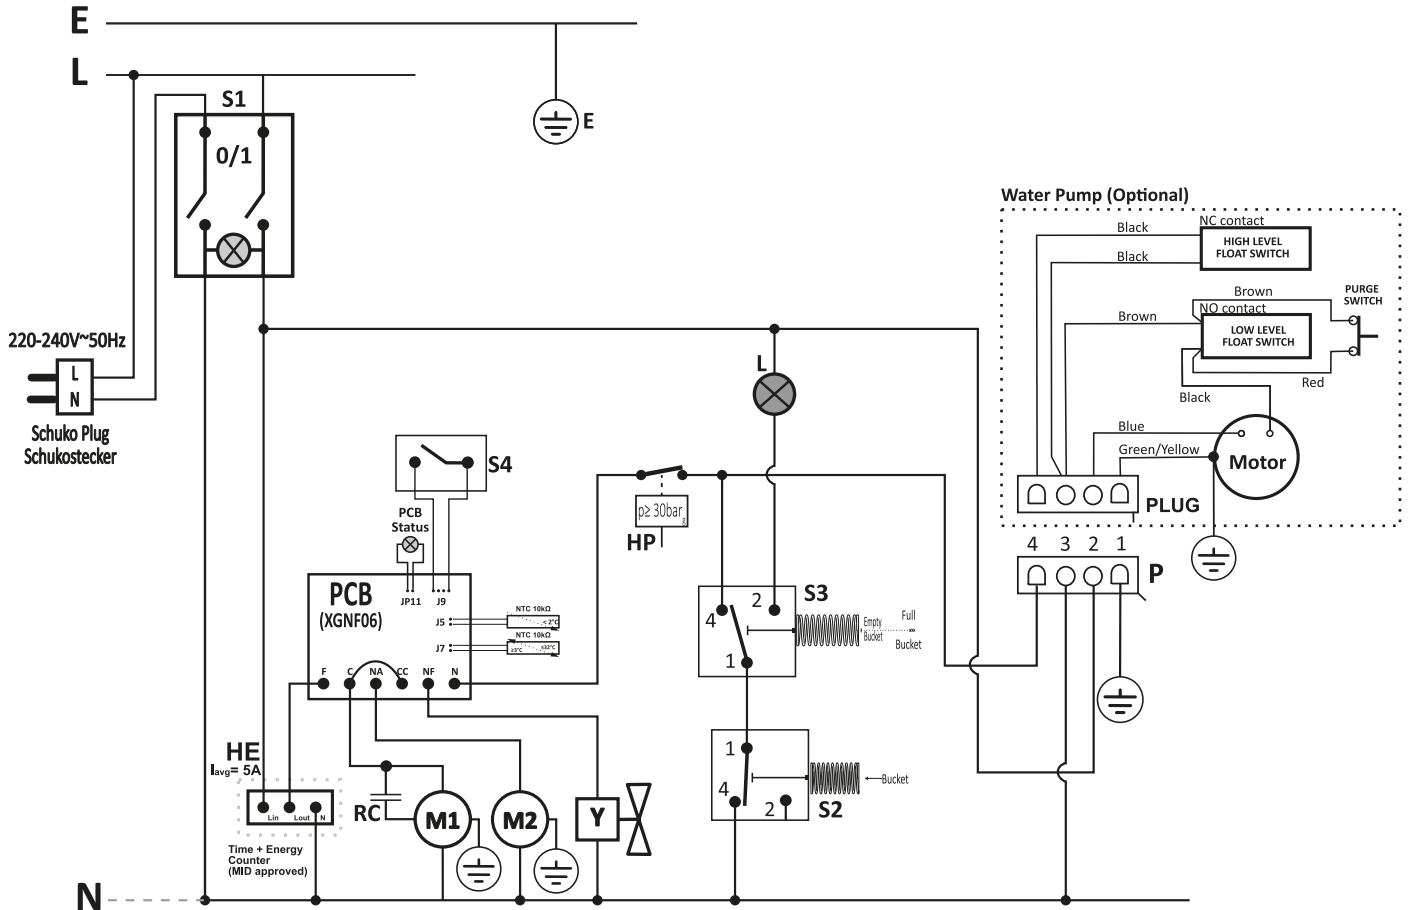 E
L
S1
0/1
E
220-240V~50Hz
L
N
Schuko Plug
Schukostecker
S4
PCB
Status
PCB
(XGNF06)
JP11
J9
J5
J7
NTC 10kΩ
< 2°C
NTC 10kΩ
≥3°C
≤32°C
F
C
NA
CC
NF
N
HE
Iavg= 5A
Lin
Lout
N
Time + Energy
Counter
(MID approved)
RC
M1
M2
Y
N
L
p≥ 30bar
HP
S3
4
2
1
Empty
Bucket
Full
Bucket
1
4
2
S2
Bucket
Water Pump (Optional)
Black
NC contact
HIGH LEVEL
FLOAT SWITCH
Black
Brown
PURGE
SWITCH
NO contact
Brown
LOW LEVEL
FLOAT SWITCH
Red
Black
Blue
Green/Yellow
Motor
PLUG
4 3 2 1
P